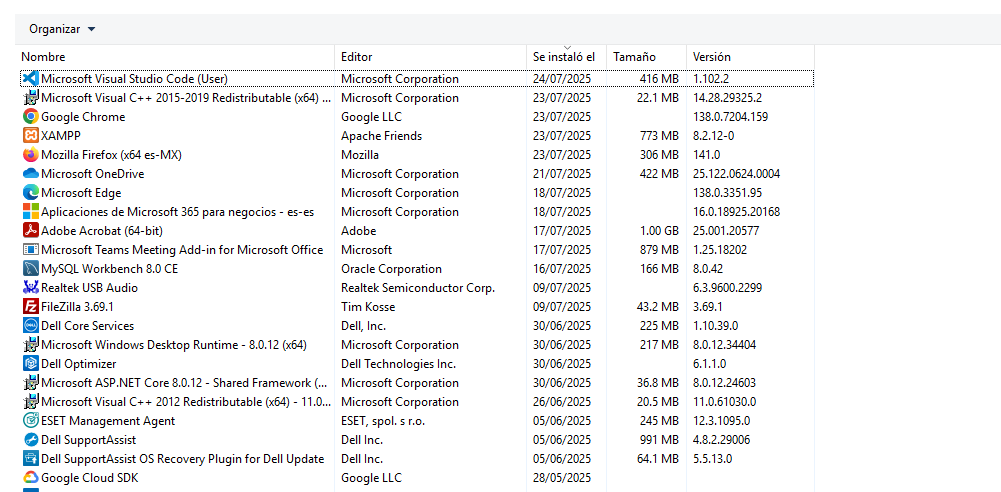 Organizar
Nombre Editor Se instaló el Tamaño Versión
Microsoft Visual Studio Code (User) Microsoft Corporation 24/07/2025 416 MB 1.102.2
Microsoft Visual C++ 2015-2019 Redistributable (x64) ... Microsoft Corporation 23/07/2025 22.1 MB 14.28.29325.2
Google Chrome Google LLC 23/07/2025 138.0.7204.159
XAMPP Apache Friends 23/07/2025 773 MB 8.2.12-0
Mozilla Firefox (x64 es-MX) Mozilla 23/07/2025 306 MB 141.0
Microsoft OneDrive Microsoft Corporation 21/07/2025 422 MB 25.122.0624.0004
Microsoft Edge Microsoft Corporation 18/07/2025 138.0.3351.95
Aplicaciones de Microsoft 365 para negocios - es-es Microsoft Corporation 18/07/2025 16.0.18925.20168
Adobe Acrobat (64-bit) Adobe 17/07/2025 1.00 GB 25.001.20577
Microsoft Teams Meeting Add-in for Microsoft Office Microsoft 17/07/2025 879 MB 1.25.18202
MySQL Workbench 8.0 CE Oracle Corporation 16/07/2025 166 MB 8.0.42
Realtek USB Audio Realtek Semiconductor Corp. 09/07/2025 6.3.9600.2299
FileZilla 3.69.1 Tim Kosse 09/07/2025 43.2 MB 3.69.1
Dell Core Services Dell, Inc. 30/06/2025 225 MB 1.10.39.0
Microsoft Windows Desktop Runtime - 8.0.12 (x64) Microsoft Corporation 30/06/2025 217 MB 8.0.12.34404
Dell Optimizer Dell Technologies Inc. 30/06/2025 6.1.1.0
Microsoft ASP.NET Core 8.0.12 - Shared Framework (... Microsoft Corporation 30/06/2025 36.8 MB 8.0.12.24603
Microsoft Visual C++ 2012 Redistributable (x64) - 11.0... Microsoft Corporation 26/06/2025 20.5 MB 11.0.61030.0
ESET Management Agent ESET, spol. s r.o. 05/06/2025 245 MB 12.3.1095.0
Dell SupportAssist Dell Inc. 05/06/2025 991 MB 4.8.2.29006
Dell SupportAssist OS Recovery Plugin for Dell Update Dell Inc. 05/06/2025 64.1 MB 5.5.13.0
Google Cloud SDK Google LLC 28/05/2025